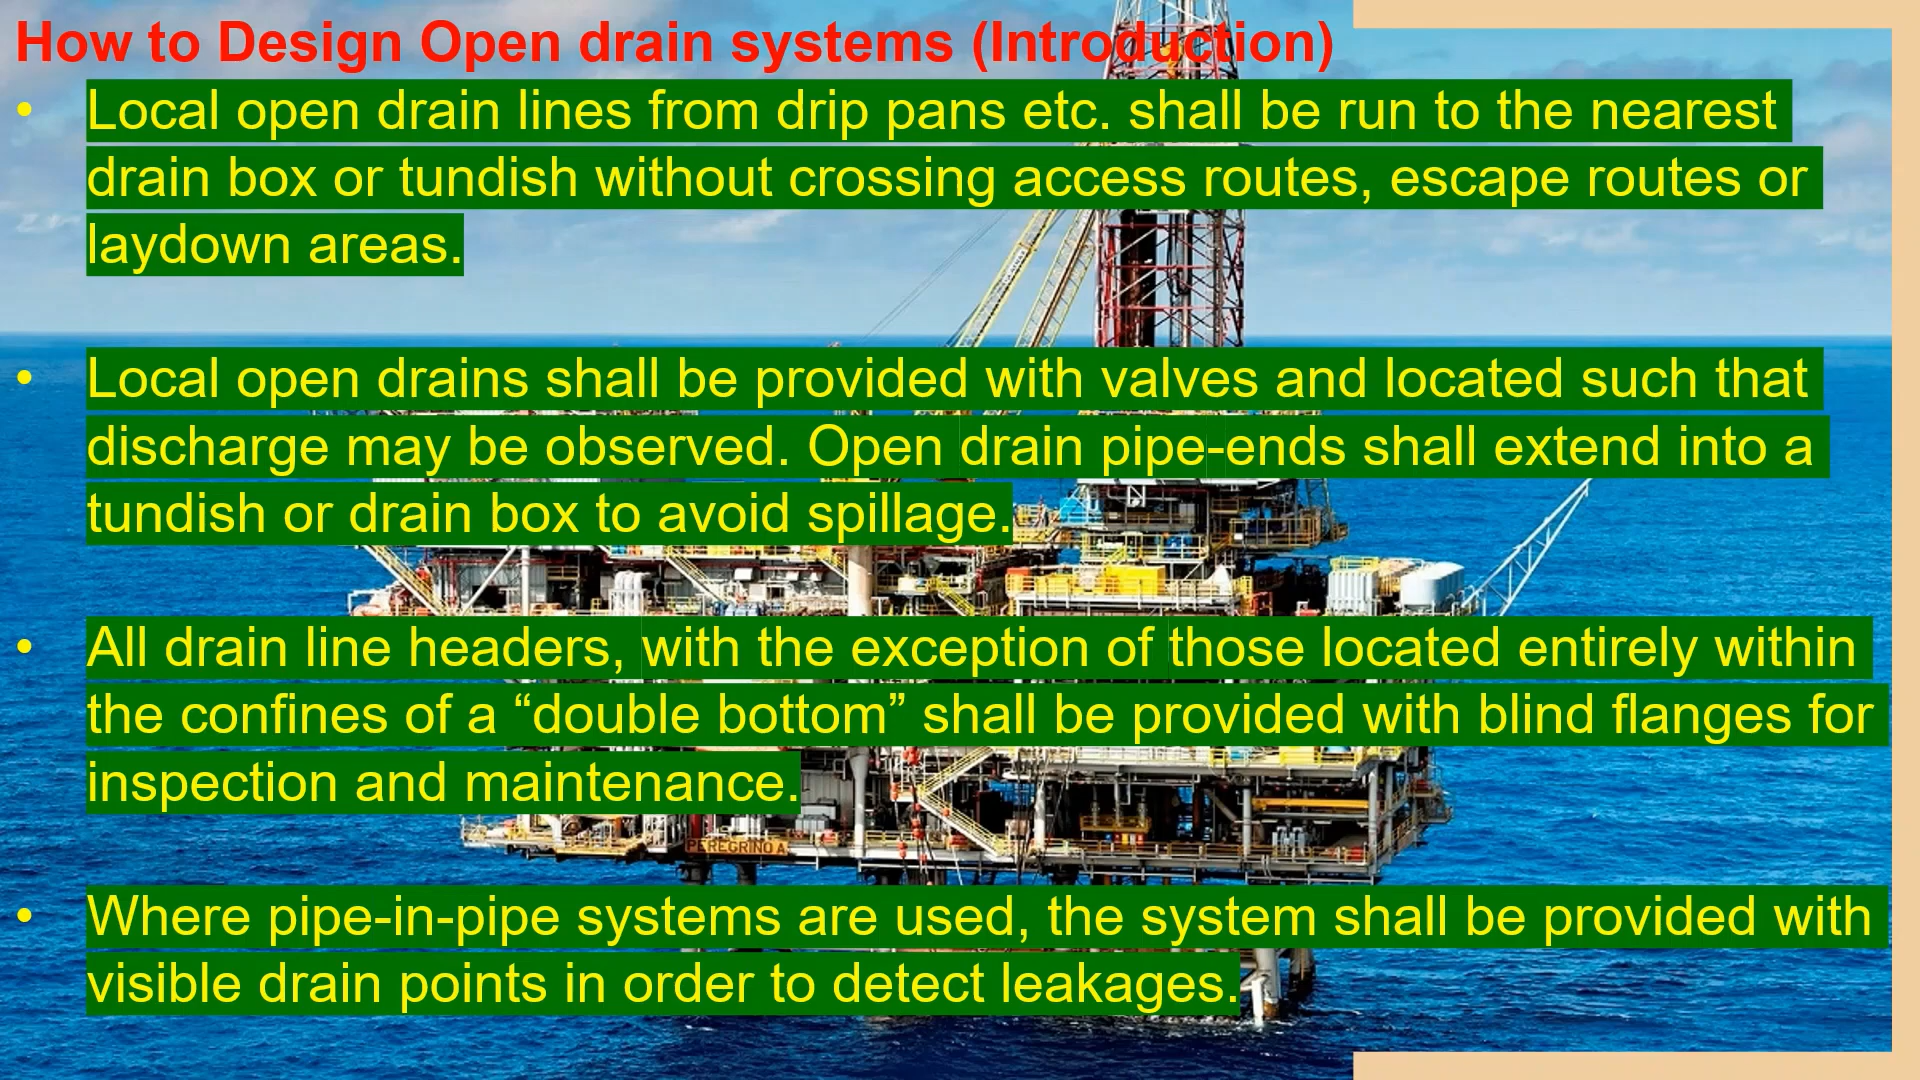 How to Design Open drain systems (Introduction)
• Local open drain lines from drip pans etc. shall be run to the nearest
drain box or tundish without crossing access routes, escape routes or
laydown areas.
• Local open drains shall be provided with valves and located such that
discharge may be observed. Open drain pipe-ends shall extend into a
tundish or drain box to avoid spillage.
• All drain line headers, with the exception of those located entirely within
the confines of a “double bottom” shall be provided with blind flanges for
inspection and maintenance.
PEREGRINO A
• Where pipe-in-pipe systems are used, the system shall be provided with
visible drain points in order to detect leakages.